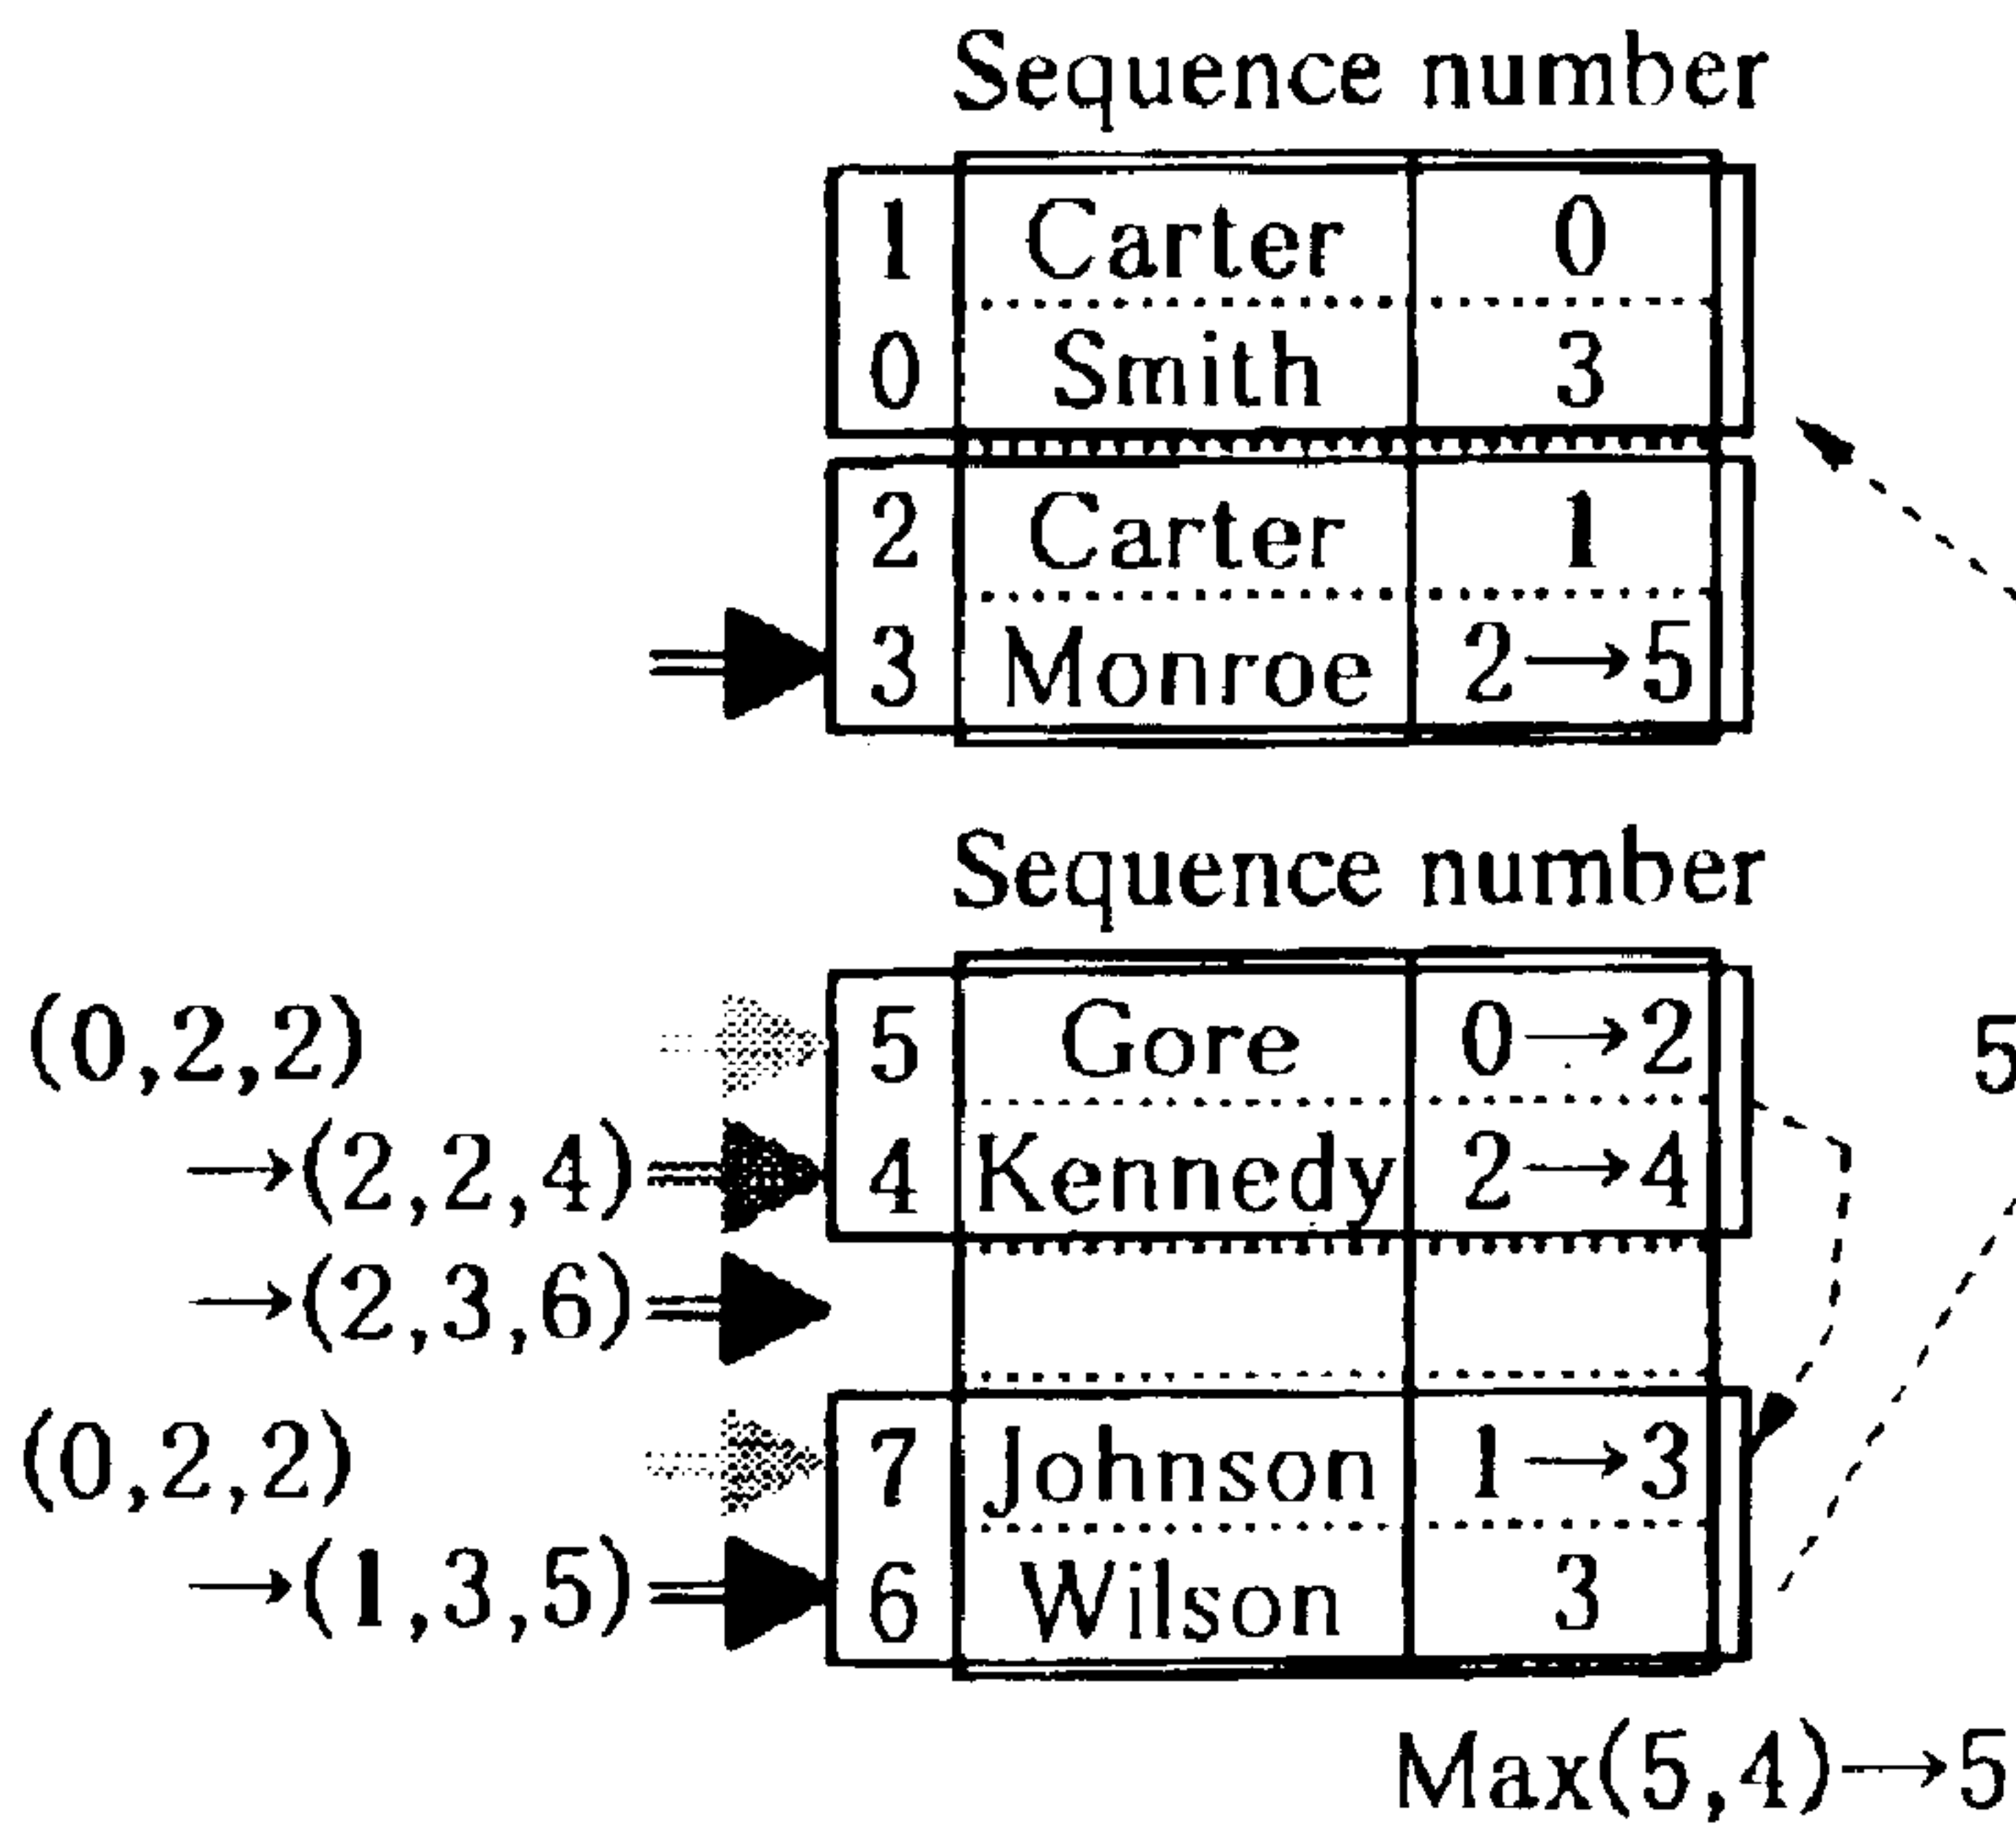 Sequence number
1 Carter 0
0 Smith 3
2 Carter 1
3 Monroe 2→5
Sequence number
(0,2,2) 5 Gore 0→2 5
→(2,2,4) 4 Kennedy 2→4
→(2,3,6)
(0,2,2) 7 Johnson 1→3
→(1,3,5) 6 Wilson 3
Max(5,4)→5